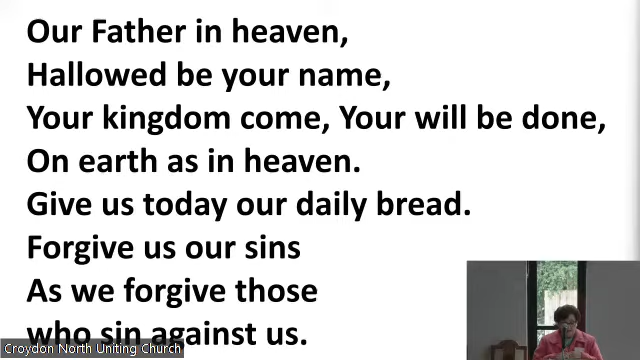 Our Father in heaven,
Hallowed be your name,
Your kingdom come, Your will be done,
On earth as in heaven.
Give us today our daily bread.
Forgive us our sins
As we forgive those
who sin against us.
Croydon North Uniting Church